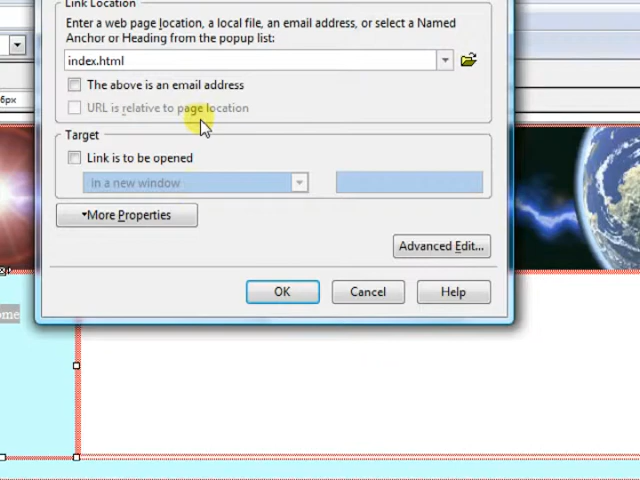 Link Location
Enter a web page location, a local file, an email address, or select a Named
Anchor or Heading from the popup list:
index.html
The above is an email address
URL is relative to page location
Target
Link is to be opened
in a new window
More Properties
Advanced Edit...
OK
Cancel
Help
ome